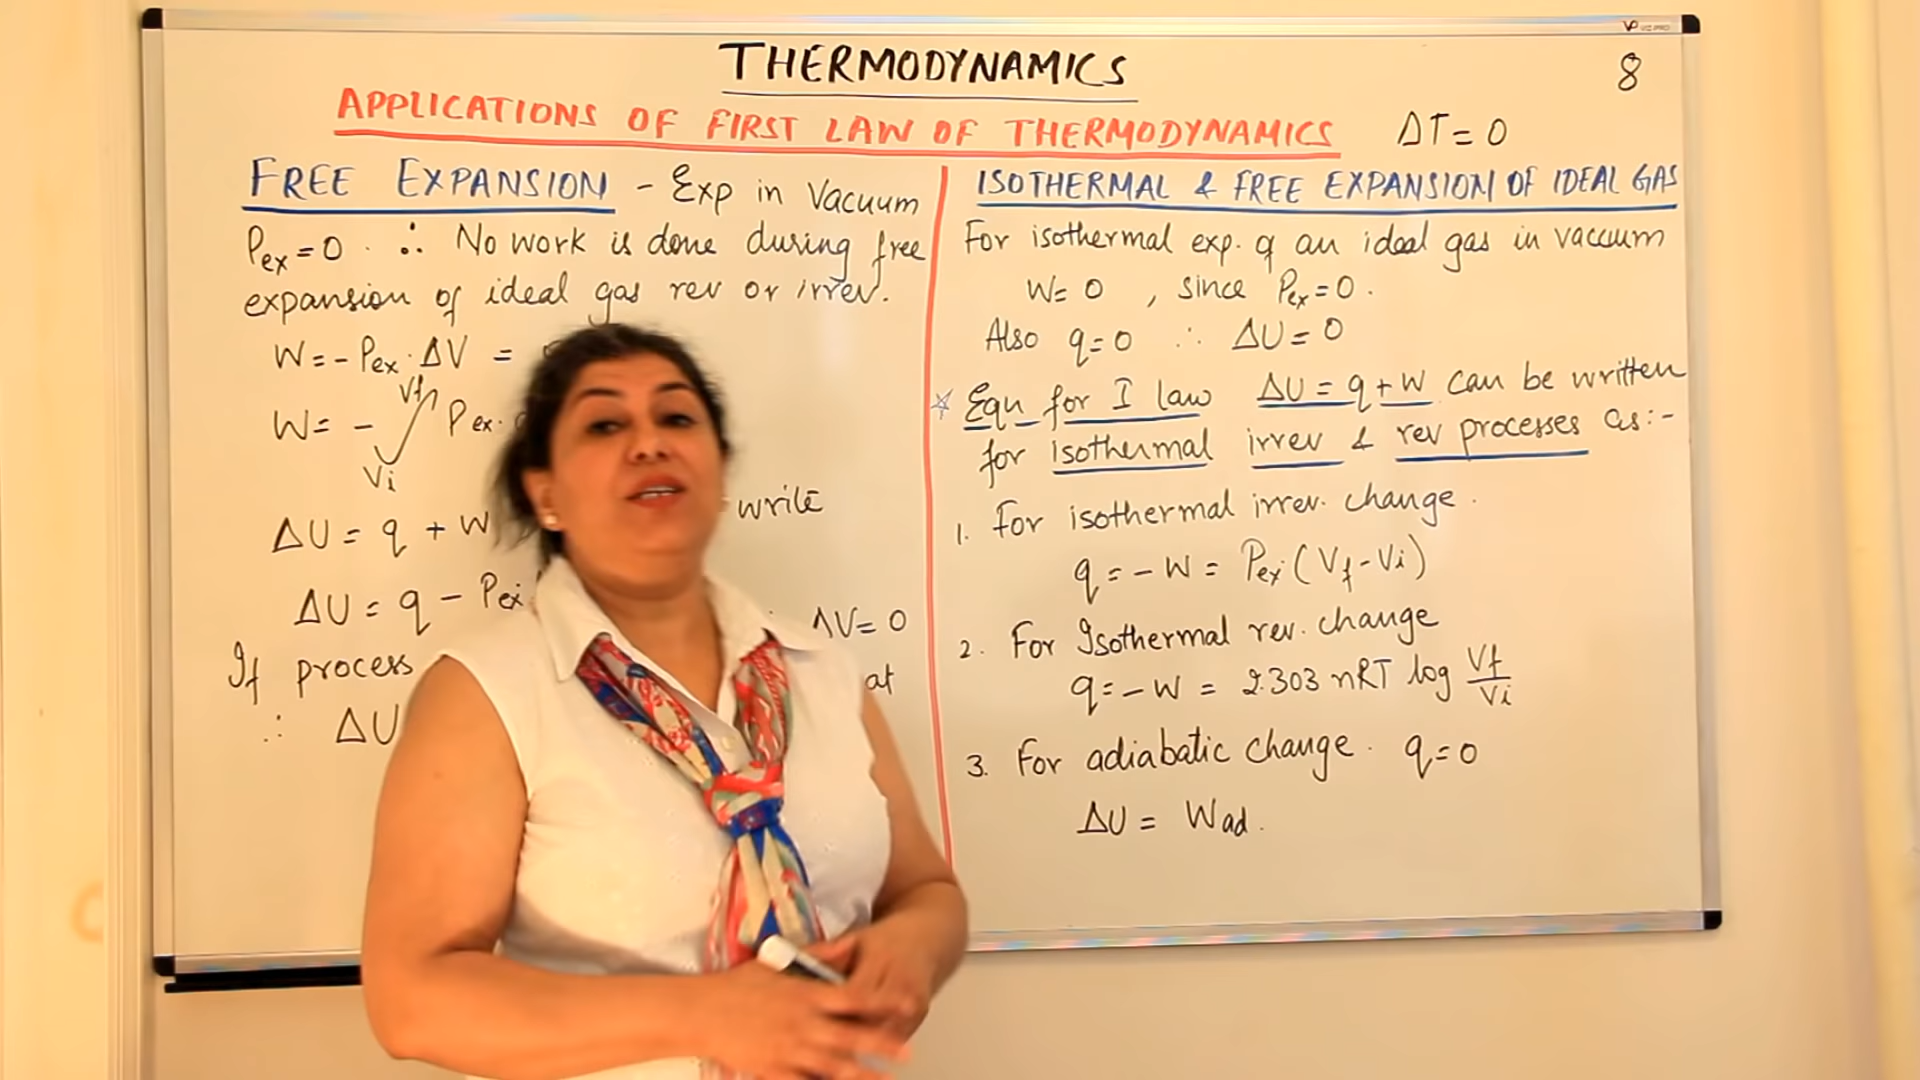 VIZ-PRO
THERMODYNAMICS
8
APPLICATIONS OF FIRST LAW OF THERMODYNAMICS ΔT = 0
FREE EXPANSION - Exp in Vacuum
Pex = 0 . ∴ No work is done during free
expansion of ideal gas rev or irrev.
W = - Pex . ΔV =
W = - ∫ Vf Vi Pex.
write
ΔU = q + W
ΔU = q - Pex
ΔV = 0
If process
at
∴ ΔU
ISOTHERMAL & FREE EXPANSION OF IDEAL GAS
For isothermal exp. of an ideal gas in vaccum
W = 0 , since Pex = 0 .
Also q = 0 ∴ ΔU = 0
☆ Eqn for I law ΔU = q + W can be written
for isothermal irrev & rev processes as :-
1. For isothermal irrev. change .
q = - W = Pex (Vf - Vi)
2. For Isothermal rev. change
q = - W = 2.303 nRT log Vf/Vi
3. For adiabatic change . q = 0
ΔU = Wad .